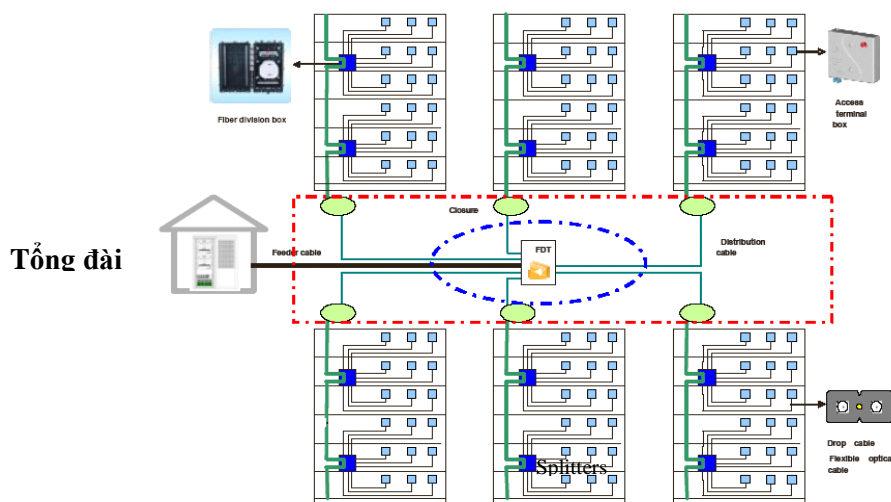 Fiber division box
Access
terminal
box
Closure
Tổng đài
Feeder cable
FDT
Distribution
cable
Splitters
Drop cable
Flexible optica
cable